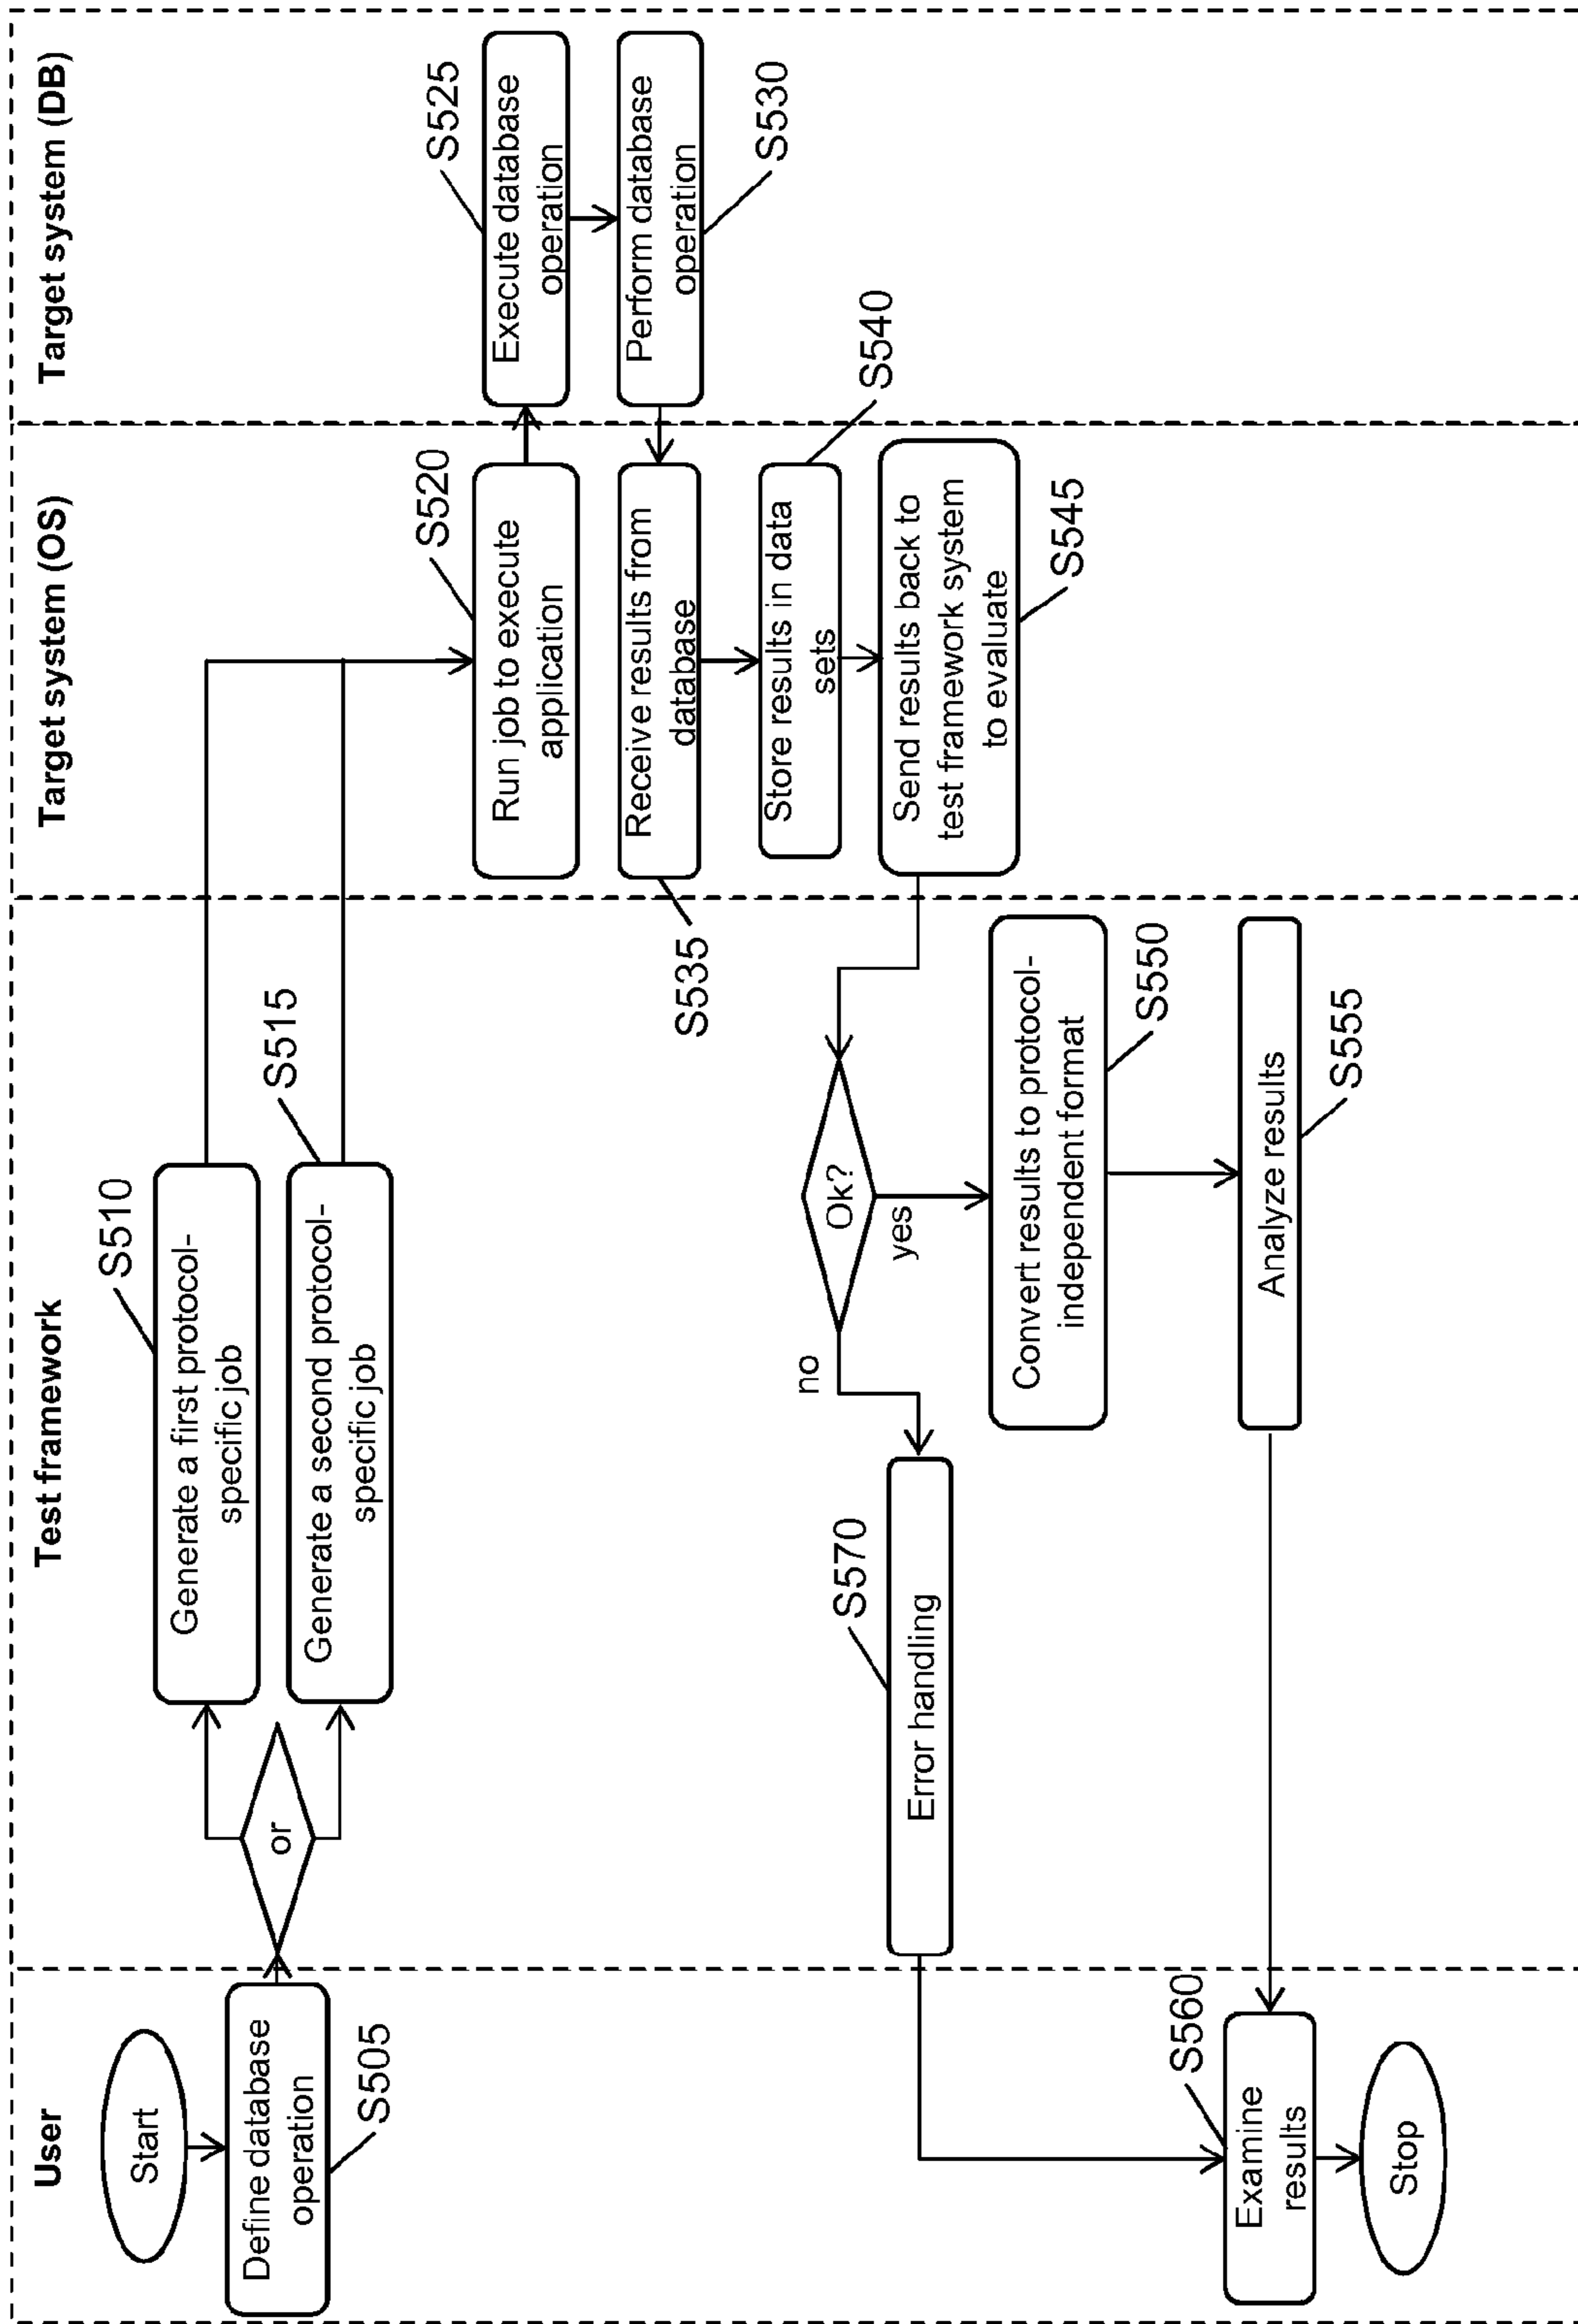 User
Test framework
Target system (OS)
Target system (DB)
Start
Define database
operation
S505
or
S510
Generate a first protocol-
specific job
S515
Generate a second protocol-
specific job
S520
Run job to execute
application
S525
Execute database
operation
Perform database
operation
S530
Receive results from
database
S535
Store results in data
sets
S540
Send results back to
test framework system
to evaluate
S545
Ok?
no
yes
S570
Error handling
Convert results to protocol-
independent format
S550
Analyze results
S555
S560
Examine
results
Stop